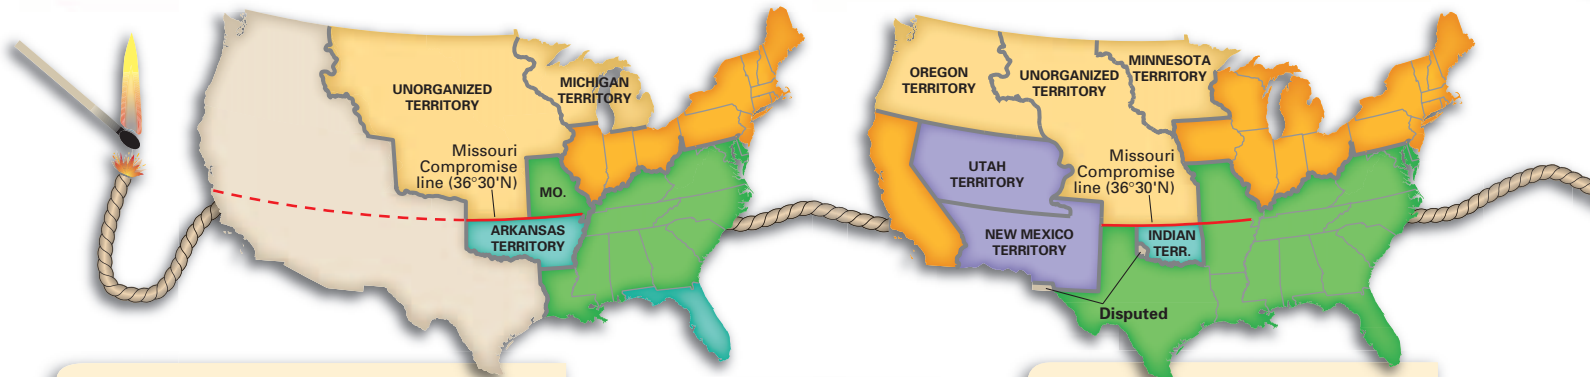 UNORGANIZED
TERRITORY
MICHIGAN
TERRITORY
Missouri
Compromise
line (36°30'N)
MO.
ARKANSAS
TERRITORY
OREGON
TERRITORY
UNORGANIZED
TERRITORY
MINNESOTA
TERRITORY
UTAH
TERRITORY
Missouri
Compromise
line (36°30'N)
NEW MEXICO
TERRITORY
INDIAN
TERR.
Disputed